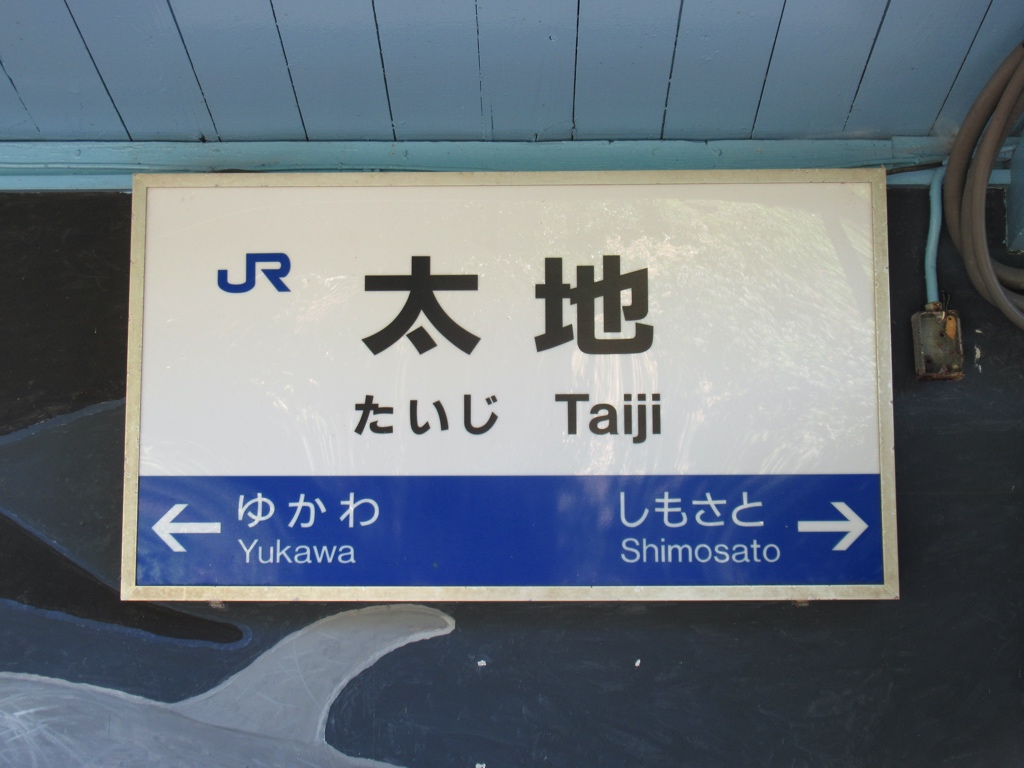 JR 太地
たいじ Taiji
← ゆかわ しもさと →
Yukawa Shimosato